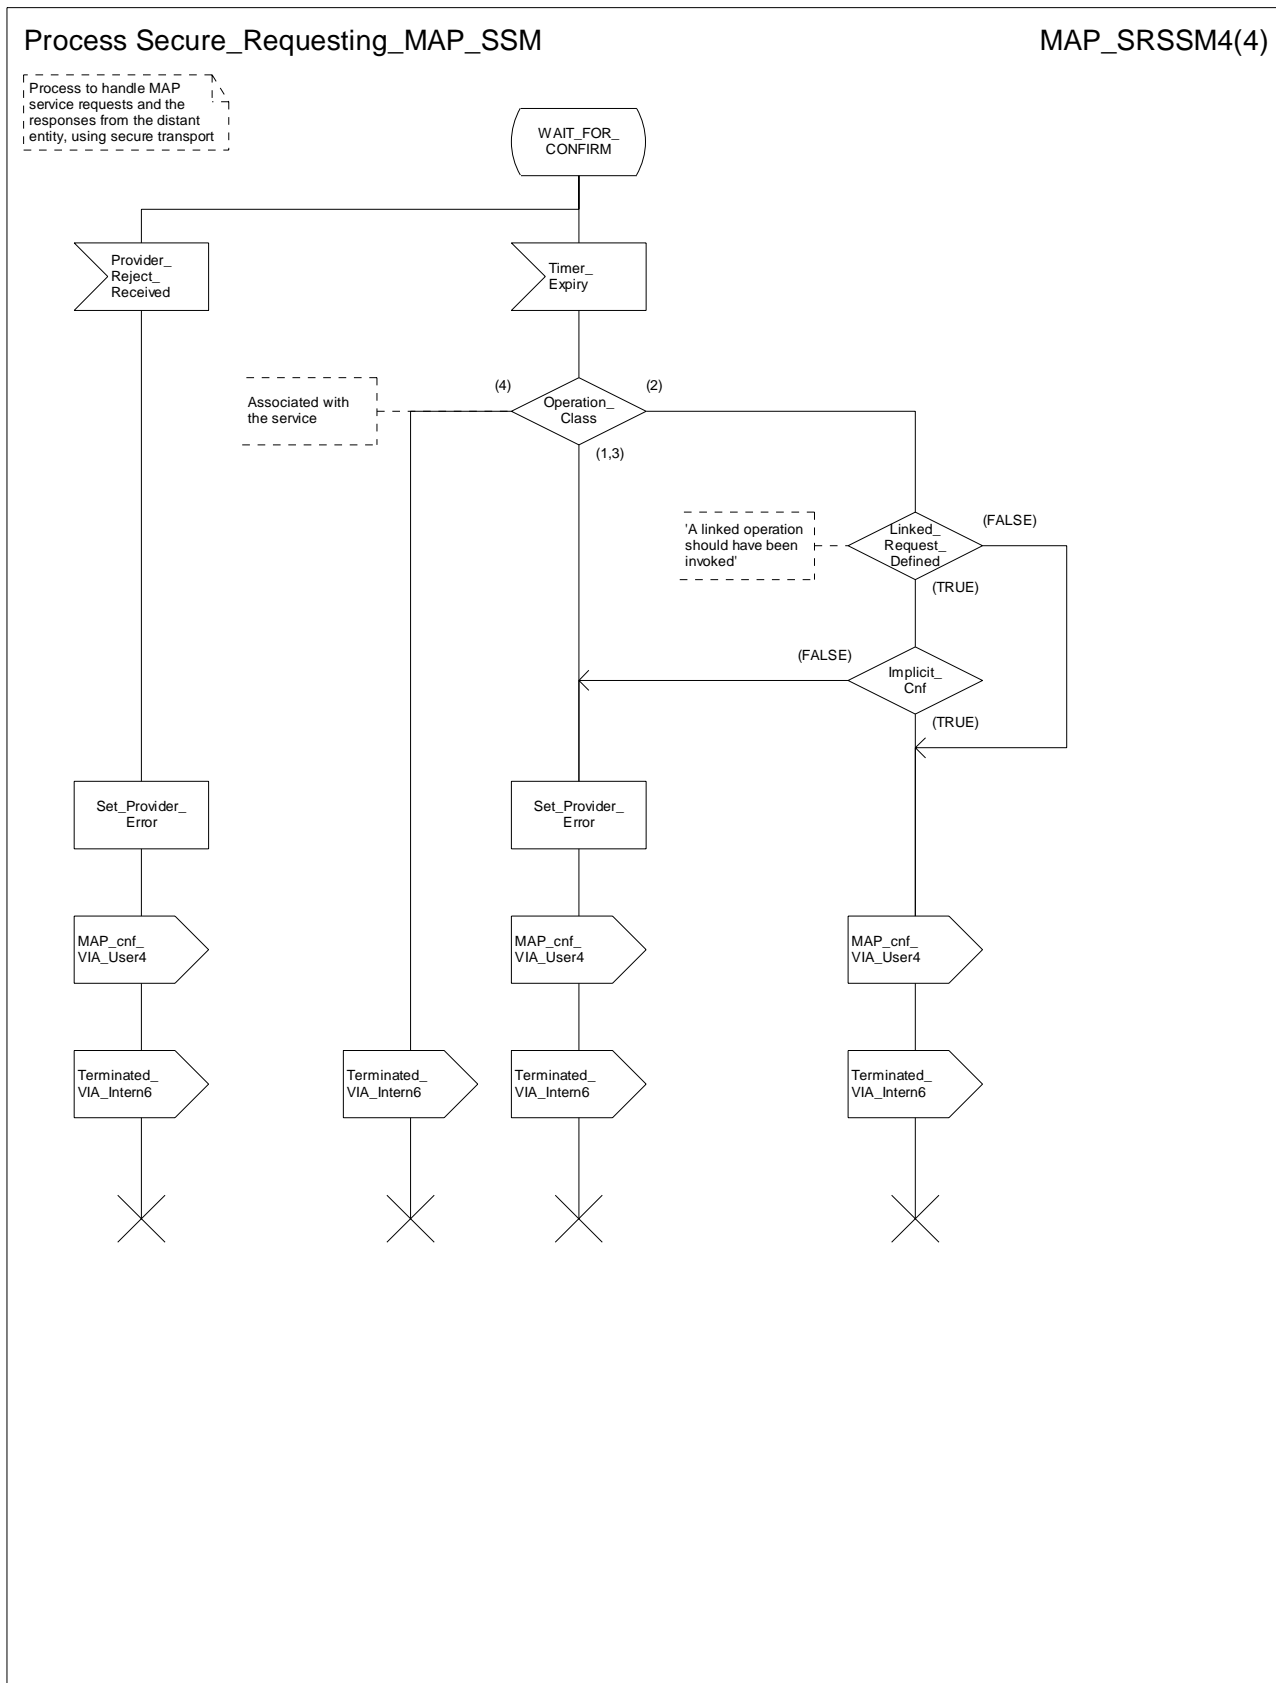 Process Secure_Requesting_MAP_SSM
MAP_SRSSM4(4)
Process to handle MAP
service requests and the
responses from the distant
entity, using secure transport
WAIT_FOR_
CONFIRM
Provider_
Reject_
Received
Timer_
Expiry
Associated with
the service
(4)
Operation_
Class
(2)
(1,3)
'A linked operation
should have been
invoked'
Linked_
Request_
Defined
(FALSE)
(TRUE)
(FALSE)
Implicit_
Cnf
(TRUE)
Set_Provider_
Error
Set_Provider_
Error
MAP_cnf_
VIA_User4
MAP_cnf_
VIA_User4
MAP_cnf_
VIA_User4
Terminated_
VIA_Intern6
Terminated_
VIA_Intern6
Terminated_
VIA_Intern6
Terminated_
VIA_Intern6